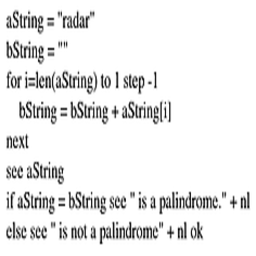 aString = "radar"
bString = ""
for i=len(aString) to 1 step -1
bString = bString + aString[i]
next
see aString
if aString = bString see " is a palindrome." + nl
else see " is not a palindrome" + nl ok